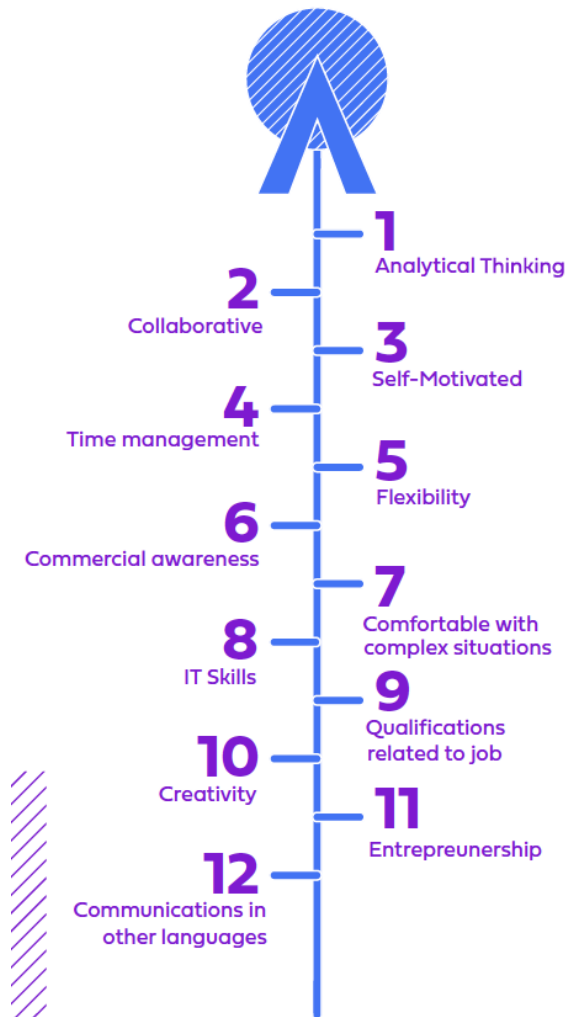 1
Analytical Thinking
2
Collaborative
3
Self-Motivated
4
Time management
5
Flexibility
6
Commercial awareness
7
Comfortable with
complex situations
8
IT Skills
9
Qualifications
related to job
10
Creativity
11
Entrepreunership
12
Communications in
other languages